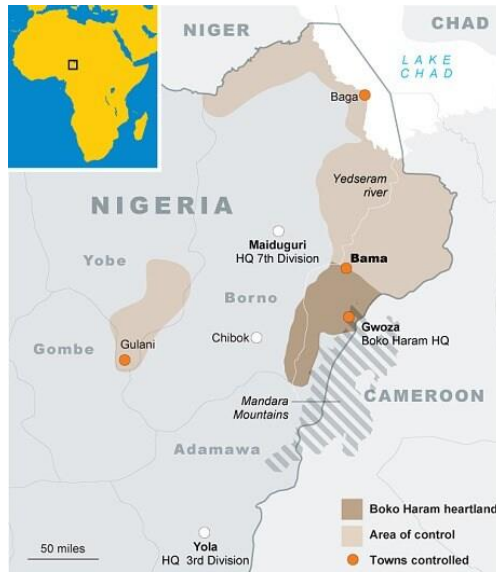 NIGER
CHAD
LAKE
CHAD
Baga
Yedseram
river
NIGERIA
Maiduguri
HQ 7th Division
Bama
Yobe
Borno
Gulani
Chibok
Gwoza
Boko Haram HQ
Gombe
CAMEROON
Mandara
Mountains
Adamawa
Boko Haram heartland
Area of control
Towns controlled
Yola
HQ 3rd Division
50 miles